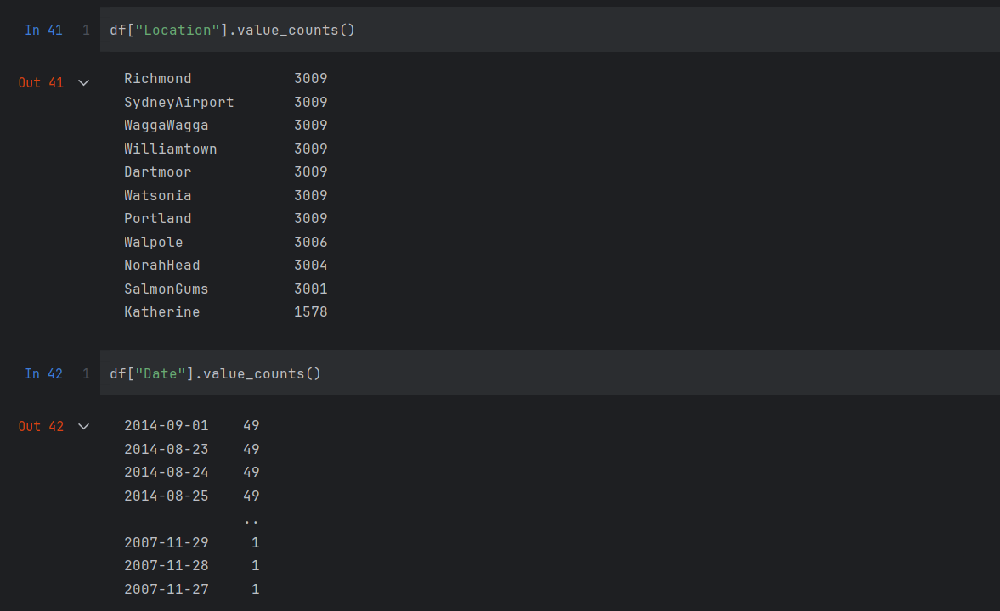 In 41 1 df["Location"].value_counts()
Out 41 Richmond 3009
SydneyAirport 3009
WaggaWagga 3009
Williamtown 3009
Dartmoor 3009
Watsonia 3009
Portland 3009
Walpole 3006
NorahHead 3004
SalmonGums 3001
Katherine 1578
In 42 1 df["Date"].value_counts()
Out 42 2014-09-01 49
2014-08-23 49
2014-08-24 49
2014-08-25 49
..
2007-11-29 1
2007-11-28 1
2007-11-27 1